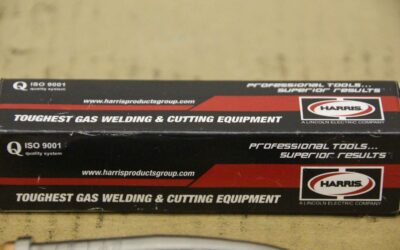 Q ISO 9001
quality system
PROFESSIONAL TOOLS...
SUPERIOR RESULTS
www.harrisproductsgroup.com
HARRIS
TOUGHEST GAS WELDING & CUTTING EQUIPMENT
A LINCOLN ELECTRIC COMPANY
Q ISO 9001
quality system
PROFESSIONAL TOOLS...
SUPERIOR RESULTS
www.harrisproductsgroup.com
HARRIS
TOUGHEST GAS WELDING & CUTTING EQUIPMENT
A LINCOLN ELECTRIC COMPANY